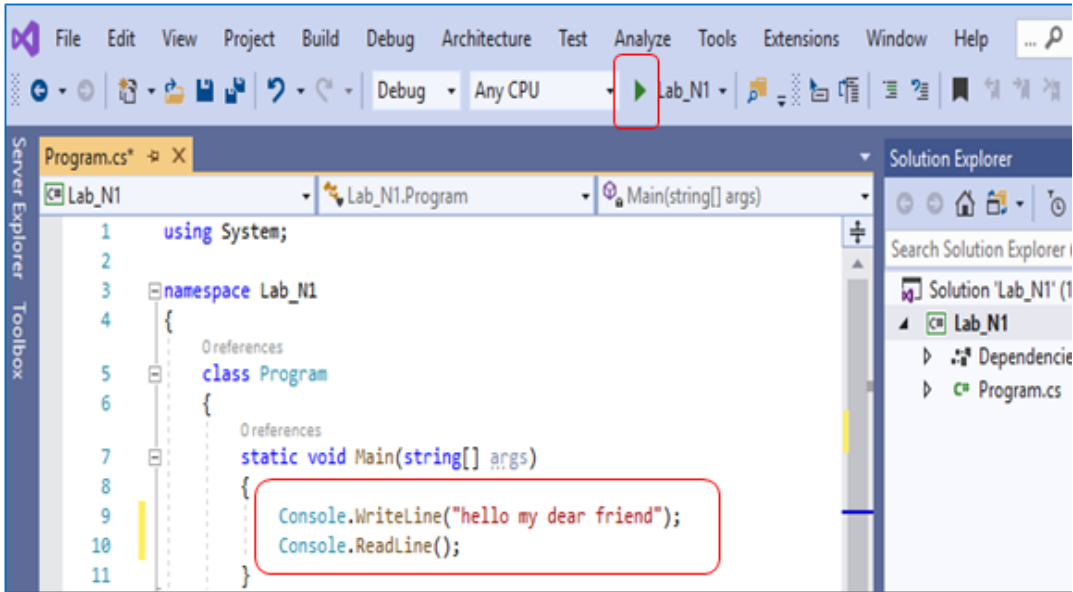 File Edit View Project Build Debug Architecture Test Analyze Tools Extensions Window Help ...
Debug Any CPU Lab_N1
Server Explorer
Toolbox
Program.cs*
Lab_N1 Lab_N1.Program Main(string[] args)
1 using System;
2
3 namespace Lab_N1
4 {
0 references
5 class Program
6 {
0 references
7 static void Main(string[] args)
8 {
9 Console.WriteLine("hello my dear friend");
10 Console.ReadLine();
11 }
Solution Explorer
Search Solution Explorer (
Solution 'Lab_N1' (1
C# Lab_N1
Dependencie
C# Program.cs